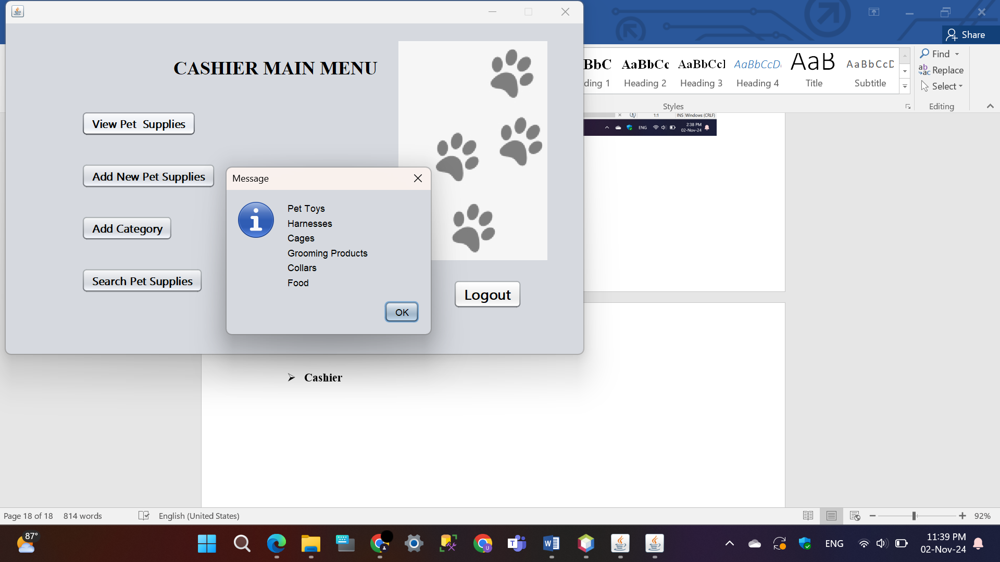 CASHIER MAIN MENU
View Pet  Supplies
Add New Pet Supplies
Add Category
Search Pet Supplies
Logout
Message
Pet Toys
Harnesses
Cages
Grooming Products
Collars
Food
OK
Share
BbC AaBbCc AaBbCcI AaBbCcD AaB AaBbCcD
ding 1 Heading 2 Heading 3 Heading 4 Title Subtitle
Styles
Find
Replace
Select
Editing
1:1 INS Windows (CRLF)
ENG
2:38 PM
02-Nov-24
➢ Cashier
Page 18 of 18 814 words English (United States) 92%
87°
ENG
11:39 PM
02-Nov-24